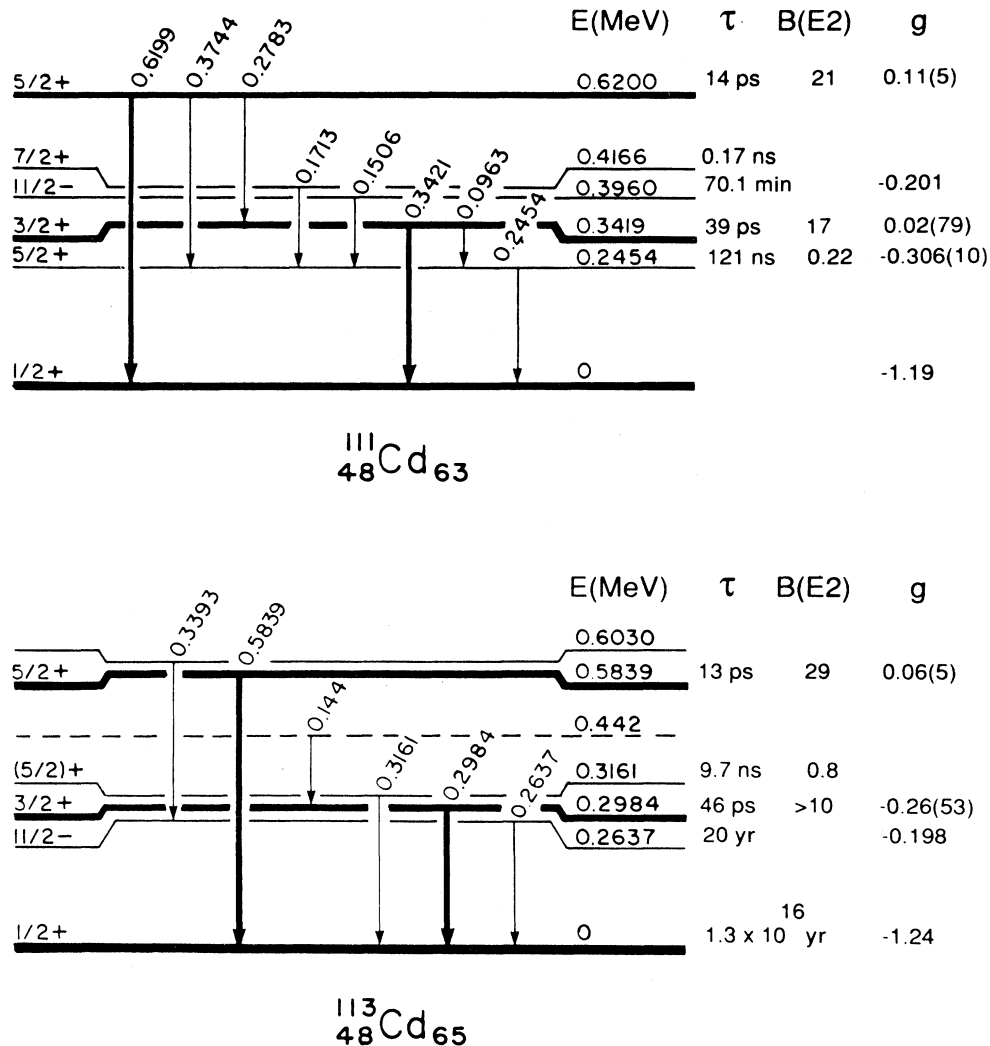 E(MeV) τ B(E2) g
0.6199 0.3744 0.2783
5/2+ 0.6200 14 ps 21 0.11(5)
0.1713 0.1506 0.3421 0.0963 0.2454
7/2+ 0.4166 0.17 ns
11/2- 0.3960 70.1 min -0.201
3/2+ 0.3419 39 ps 17 0.02(79)
5/2+ 0.2454 121 ns 0.22 -0.306(10)
1/2+ 0 -1.19
111
48Cd63
E(MeV) τ B(E2) g
0.3393 0.5839
0.6030
5/2+ 0.5839 13 ps 29 0.06(5)
0.144 0.442
0.3161 0.2984 0.2637
(5/2)+ 0.3161 9.7 ns 0.8
3/2+ 0.2984 46 ps >10 -0.26(53)
11/2- 0.2637 20 yr -0.198
16
1/2+ 0 1.3 x 10 yr -1.24
113
48Cd65